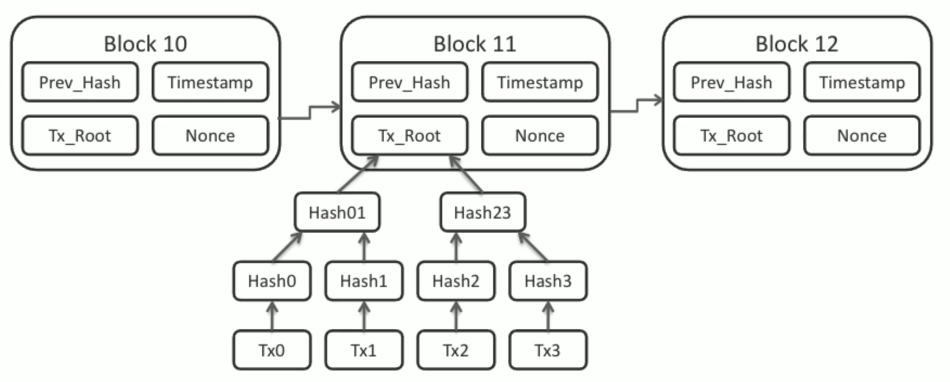 Block 10
Block 11
Block 12
Prev_Hash Timestamp
Prev_Hash Timestamp
Prev_Hash Timestamp
Tx_Root Nonce
Tx_Root Nonce
Tx_Root Nonce
Hash01 Hash23
Hash0 Hash1 Hash2 Hash3
Tx0 Tx1 Tx2 Tx3